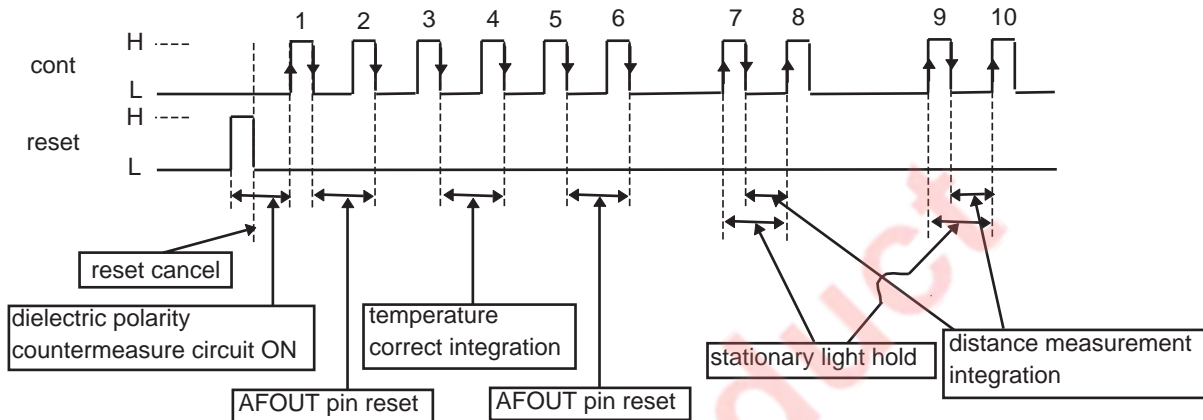 1 2 3 4 5 6 7 8 9 10
H
cont
L
H
reset
L
reset cancel
dielectric polarity
countermeasure circuit ON
temperature
correct integration
stationary light hold
distance measurement
integration
AFOUT pin reset
AFOUT pin reset
duct